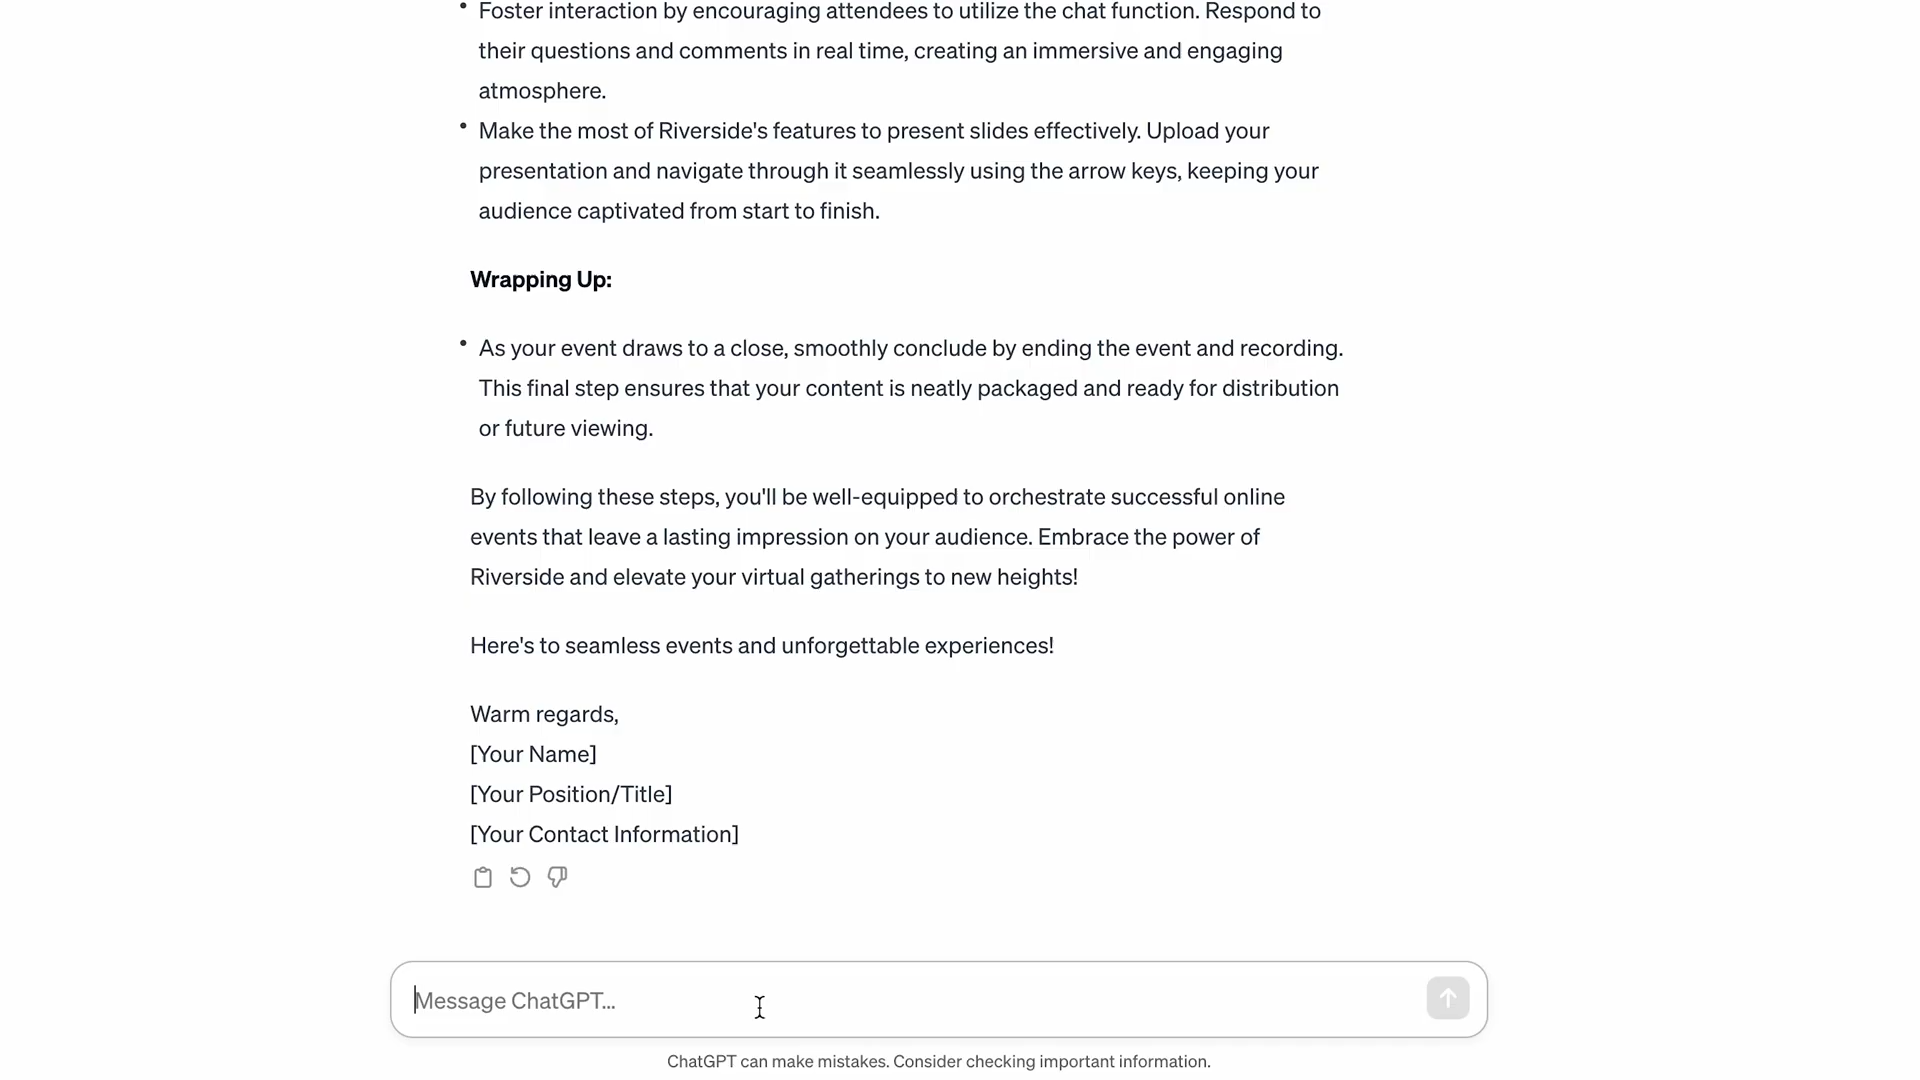 • Foster interaction by encouraging attendees to utilize the chat function. Respond to
their questions and comments in real time, creating an immersive and engaging
atmosphere.
• Make the most of Riverside's features to present slides effectively. Upload your
presentation and navigate through it seamlessly using the arrow keys, keeping your
audience captivated from start to finish.
Wrapping Up:
• As your event draws to a close, smoothly conclude by ending the event and recording.
This final step ensures that your content is neatly packaged and ready for distribution
or future viewing.
By following these steps, you'll be well-equipped to orchestrate successful online
events that leave a lasting impression on your audience. Embrace the power of
Riverside and elevate your virtual gatherings to new heights!
Here's to seamless events and unforgettable experiences!
Warm regards,
[Your Name]
[Your Position/Title]
[Your Contact Information]
Message ChatGPT...
ChatGPT can make mistakes. Consider checking important information.